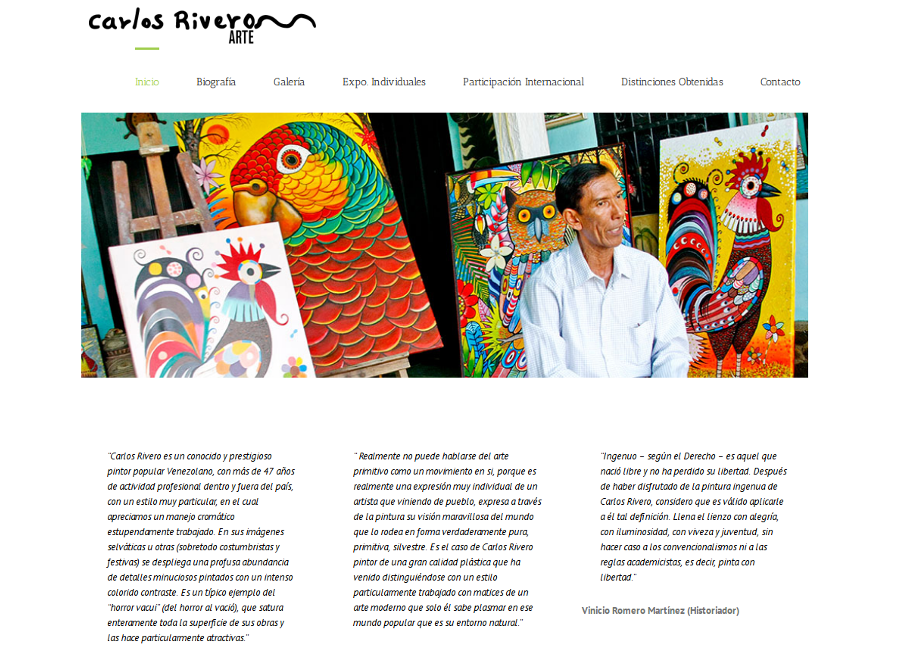 carlos Rivero
ARTE
Inicio
Biografía
Galería
Expo. Individuales
Participación Internacional
Distinciones Obtenidas
Contacto
"Carlos Rivero es un conocido y prestigioso
pintor popular Venezolano, con más de 47 años
de actividad profesional dentro y fuera del país,
con un estilo muy particular, en el cual
apreciamos un manejo cromático
estupendamente trabajado. En sus imágenes
selváticas u otras (sobretodo costumbristas y
festivas) se despliega una profusa abundancia
de detalles minuciosos pintados con un intenso
colorido contraste. Es un típico ejemplo del
"horror vacui" (del horror al vació), que satura
enteramente toda la superficie de sus obras y
las hace particularmente atractivas."
" Realmente no puede hablarse del arte
primitivo como un movimiento en si, porque es
realmente una expresión muy individual de un
artista que viniendo de pueblo, expresa a través
de la pintura su visión maravillosa del mundo
que lo rodea en forma verdaderamente pura,
primitiva, silvestre. Es el caso de Carlos Rivero
pintor de una gran calidad plástica que ha
venido distinguiéndose con un estilo
particularmente trabajado con matices de un
arte moderno que solo él sabe plasmar en ese
mundo popular que es su entorno natural."
"Ingenuo – según el Derecho – es aquel que
nació libre y no ha perdido su libertad. Después
de haber disfrutado de la pintura ingenua de
Carlos Rivero, considero que es válido aplicarle
a él tal definición. Llena el lienzo con alegría,
con luminosidad, con viveza y juventud, sin
hacer caso a los convencionalismos ni a las
reglas academicistas, es decir, pinta con
libertad."
Vinicio Romero Martínez (Historiador)